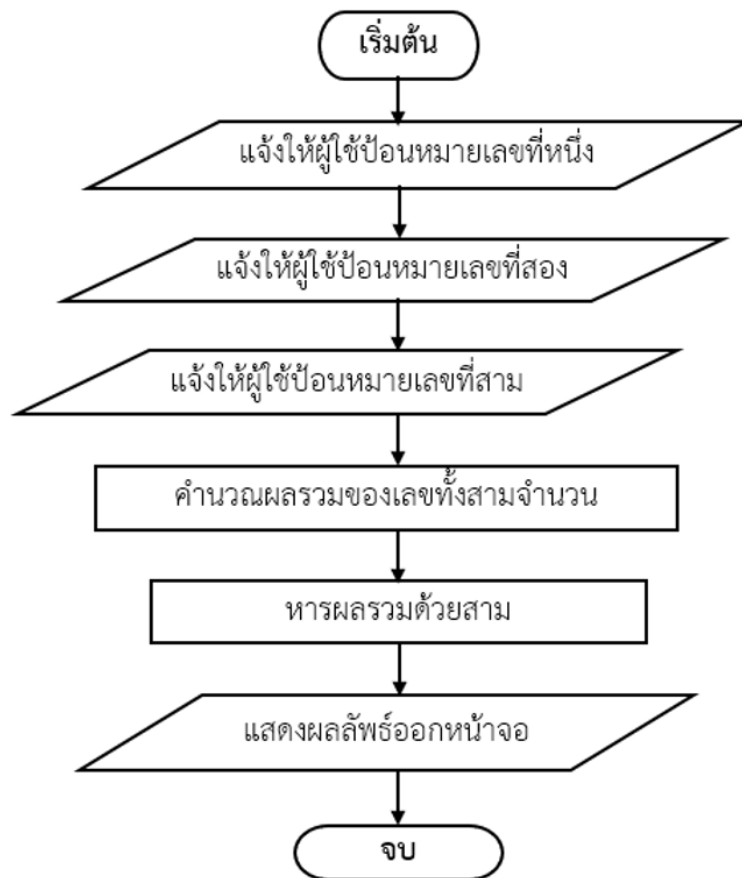 เริ่มต้น
แจ้งให้ผู้ใช้ป้อนหมายเลขที่หนึ่ง
แจ้งให้ผู้ใช้ป้อนหมายเลขที่สอง
แจ้งให้ผู้ใช้ป้อนหมายเลขที่สาม
คำนวณผลรวมของเลขทั้งสามจำนวน
หารผลรวมด้วยสาม
แสดงผลลัพธ์ออกหน้าจอ
จบ